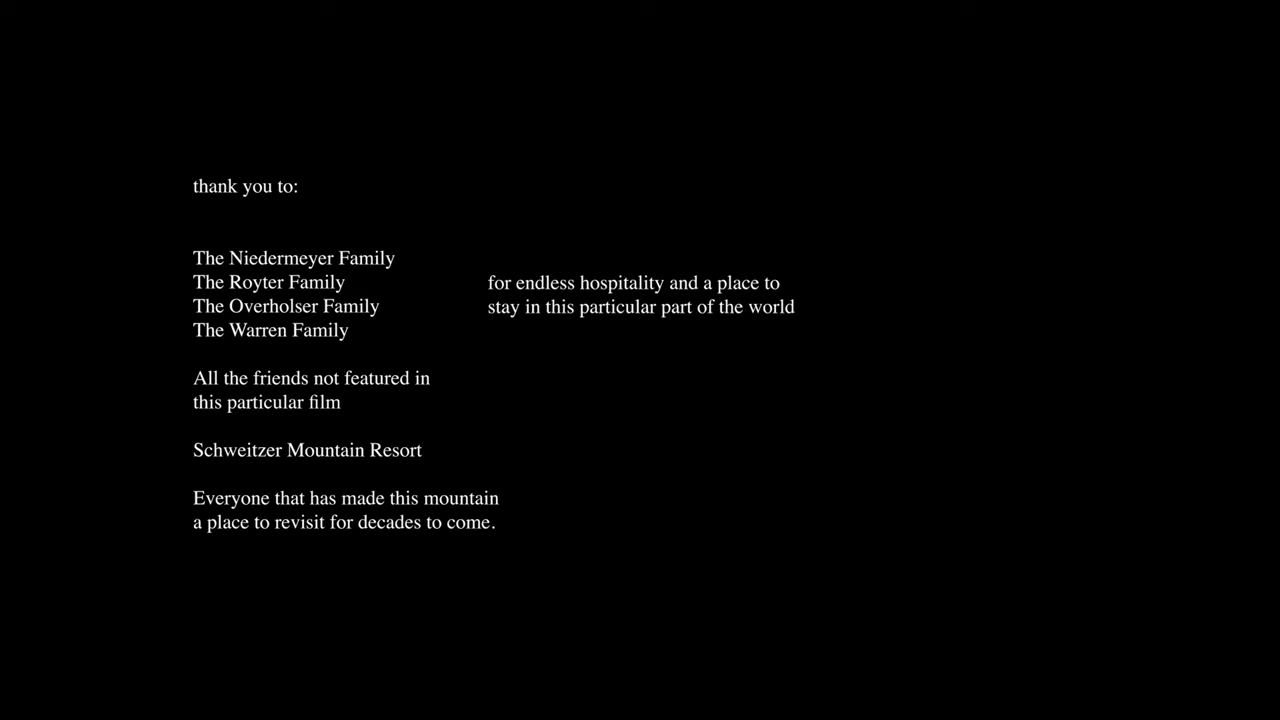 thank you to:
The Niedermeyer Family
The Royter Family
The Overholser Family
The Warren Family
for endless hospitality and a place to
stay in this particular part of the world
All the friends not featured in
this particular film
Schweitzer Mountain Resort
Everyone that has made this mountain
a place to revisit for decades to come.